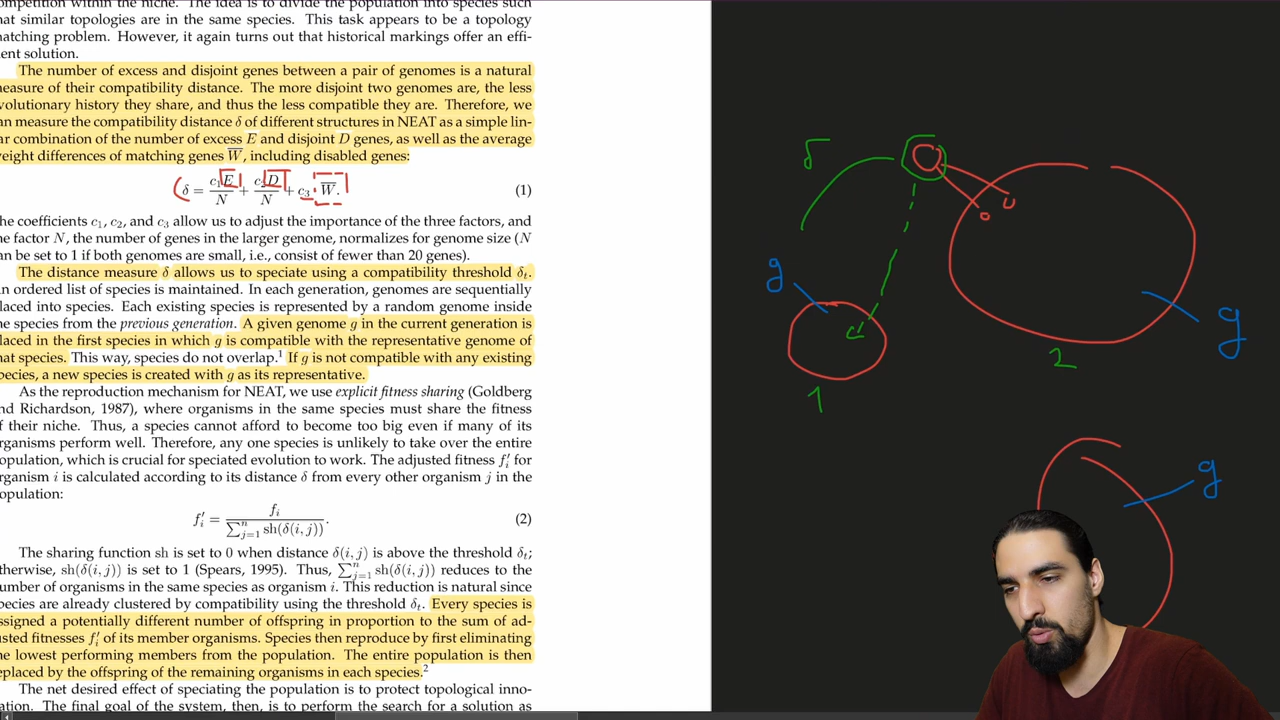 ompetition within the niche. The idea is to divide the population into species such
hat similar topologies are in the same species. This task appears to be a topology
natching problem. However, it again turns out that historical markings offer an effi-
ient solution.
The number of excess and disjoint genes between a pair of genomes is a natural
neasure of their compatibility distance. The more disjoint two genomes are, the less
volutionary history they share, and thus the less compatible they are. Therefore, we
an measure the compatibility distance δ of different structures in NEAT as a simple lin-
ar combination of the number of excess E and disjoint D genes, as well as the average
veight differences of matching genes W̅, including disabled genes:
δ = c₁E/N + c₂D/N + c₃ · W̅. (1)
he coefficients c₁, c₂, and c₃ allow us to adjust the importance of the three factors, and
he factor N, the number of genes in the larger genome, normalizes for genome size (N
an be set to 1 if both genomes are small, i.e., consist of fewer than 20 genes).
The distance measure δ allows us to speciate using a compatibility threshold δₜ.
n ordered list of species is maintained. In each generation, genomes are sequentially
laced into species. Each existing species is represented by a random genome inside
he species from the previous generation. A given genome g in the current generation is
laced in the first species in which g is compatible with the representative genome of
hat species. This way, species do not overlap.¹ If g is not compatible with any existing
pecies, a new species is created with g as its representative.
As the reproduction mechanism for NEAT, we use explicit fitness sharing (Goldberg
nd Richardson, 1987), where organisms in the same species must share the fitness
f their niche. Thus, a species cannot afford to become too big even if many of its
rganisms perform well. Therefore, any one species is unlikely to take over the entire
opulation, which is crucial for speciated evolution to work. The adjusted fitness f′ᵢ for
rganism i is calculated according to its distance δ from every other organism j in the
opulation:
f′ᵢ = fᵢ / ∑ⁿⱼ₌₁ sh(δ(i, j)). (2)
The sharing function sh is set to 0 when distance δ(i, j) is above the threshold δₜ;
therwise, sh(δ(i, j)) is set to 1 (Spears, 1995). Thus, ∑ⁿⱼ₌₁ sh(δ(i, j)) reduces to the
umber of organisms in the same species as organism i. This reduction is natural since
pecies are already clustered by compatibility using the threshold δₜ. Every species is
ssigned a potentially different number of offspring in proportion to the sum of ad-
usted fitnesses f′ᵢ of its member organisms. Species then reproduce by first eliminating
he lowest performing members from the population. The entire population is then
eplaced by the offspring of the remaining organisms in each species.²
The net desired effect of speciating the population is to protect topological inno-
ation. The final goal of the system, then, is to perform the search for a solution as
δ
g
1
g
2
g